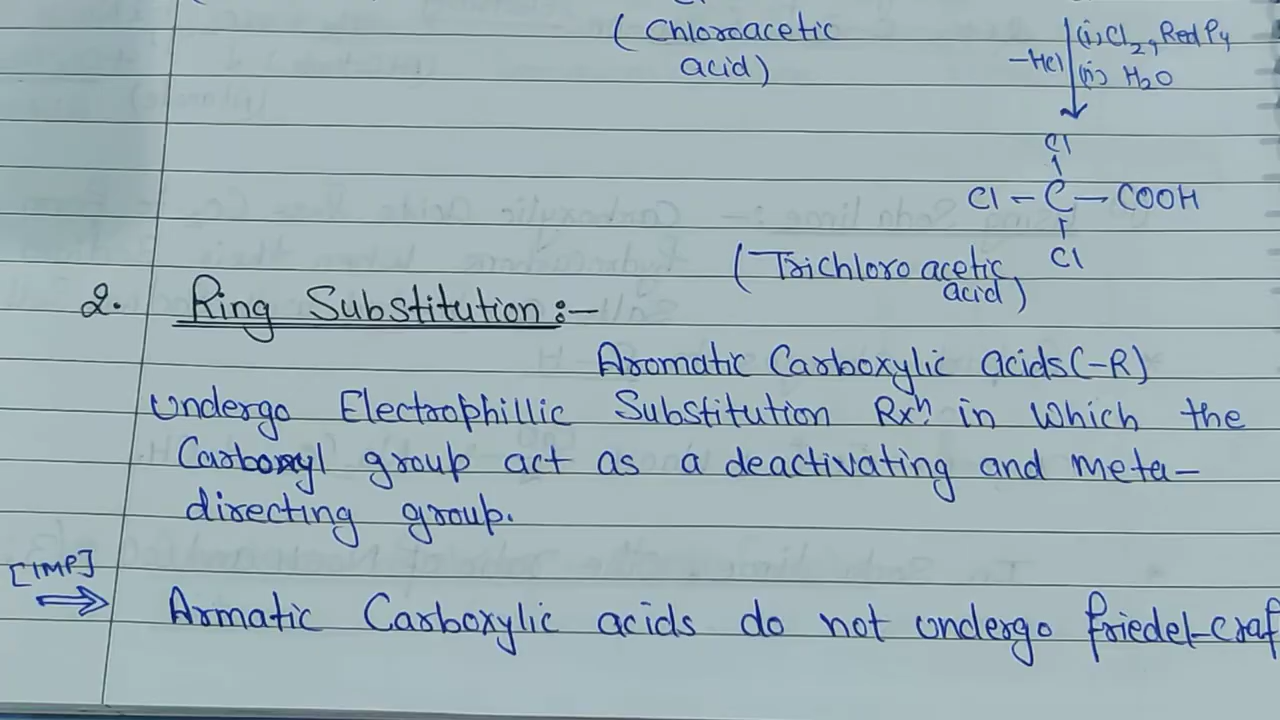 ( Chloroacetic
acid)
-HCl
(i) Cl2, Red P4
(ii) H2O
Cl
Cl - C - COOH
Cl
(Trichloro acetic
acid)
2. Ring Substitution :-
Aromatic Carboxylic acids (-R)
undergo Electrophillic Substitution Rxn. in which the
Carboxyl group act as a deactivating and meta-
directing group.
[IMP]
⇒ Armatic Carboxylic acids do not undergo friedel-craf